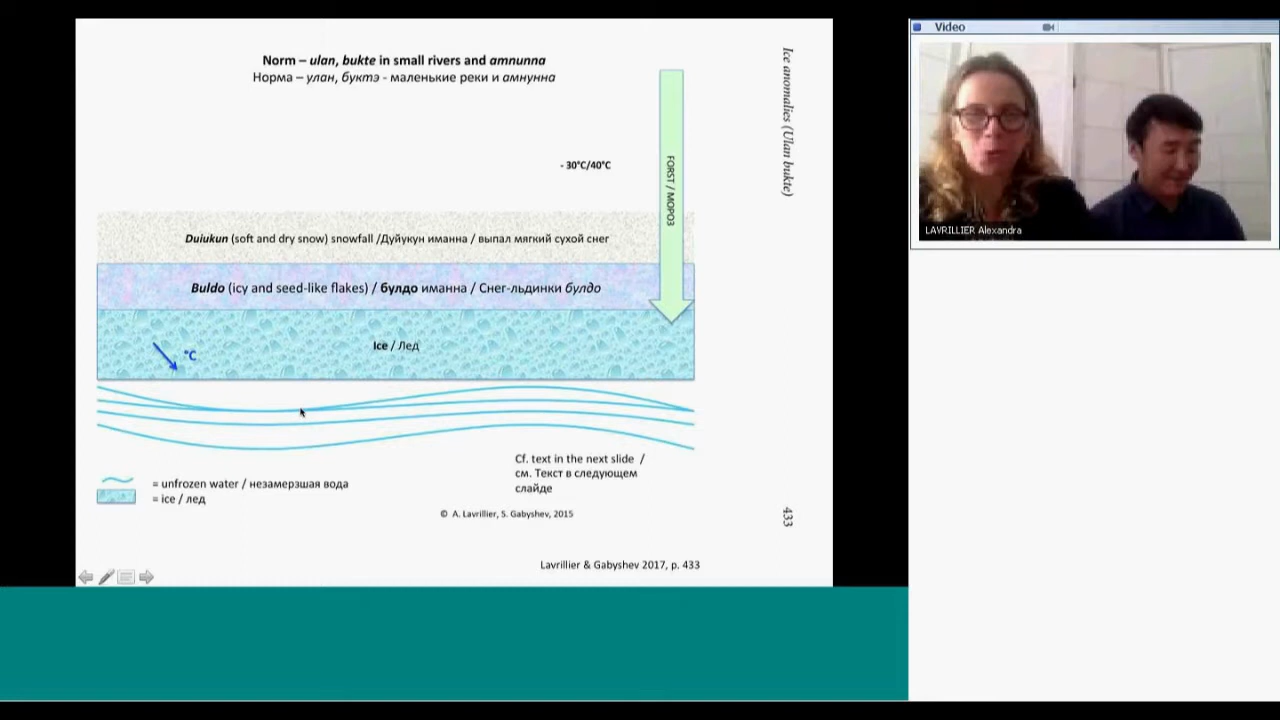 Norm – ulan, bukte in small rivers and amnunna
Норма – улан, буктэ - маленькие реки и амнунна
- 30°C/40°C
FORST / МОРОЗ
Duiukun (soft and dry snow) snowfall /Дуйукун иманна / выпал мягкий сухой снег
Buldo (icy and seed-like flakes) / булдо иманна / Снег-льдинки булдо
Ice / Лед
°C
= unfrozen water / незамерзшая вода
= ice / лед
Cf. text in the next slide /
см. Текст в следующем
слайде
© A. Lavrillier, S. Gabyshev, 2015
Lavrillier & Gabyshev 2017, p. 433
Ice anomalies (Ulan bukte)
433
Video
LAVRILLIER Alexandra